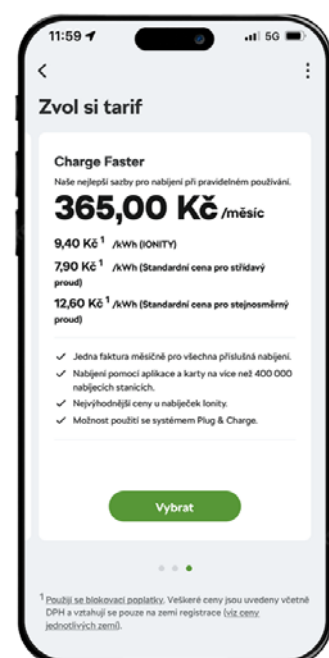 11:59
5G
Zvol si tarif
Charge Faster
Naše nejlepší sazby pro nabíjení při pravidelném používání.
365,00 Kč /měsíc
9,40 Kč ¹ /kWh (IONITY)
7,90 Kč ¹ /kWh (Standardní cena pro střídavý
proud)
12,60 Kč ¹ /kWh (Standardní cena pro stejnosměrný
proud)
✓ Jedna faktura měsíčně pro všechna příslušná nabíjení.
✓ Nabíjení pomocí aplikace a karty na více než 400 000
nabíjecích stanicích.
✓ Nejvýhodnější ceny u nabíječek Ionity.
✓ Možnost použití se systémem Plug & Charge.
Vybrat
¹ Použijí se blokovací poplatky. Veškeré ceny jsou uvedeny včetně
DPH a vztahují se pouze na zemi registrace (viz ceny
jednotlivých zemí).